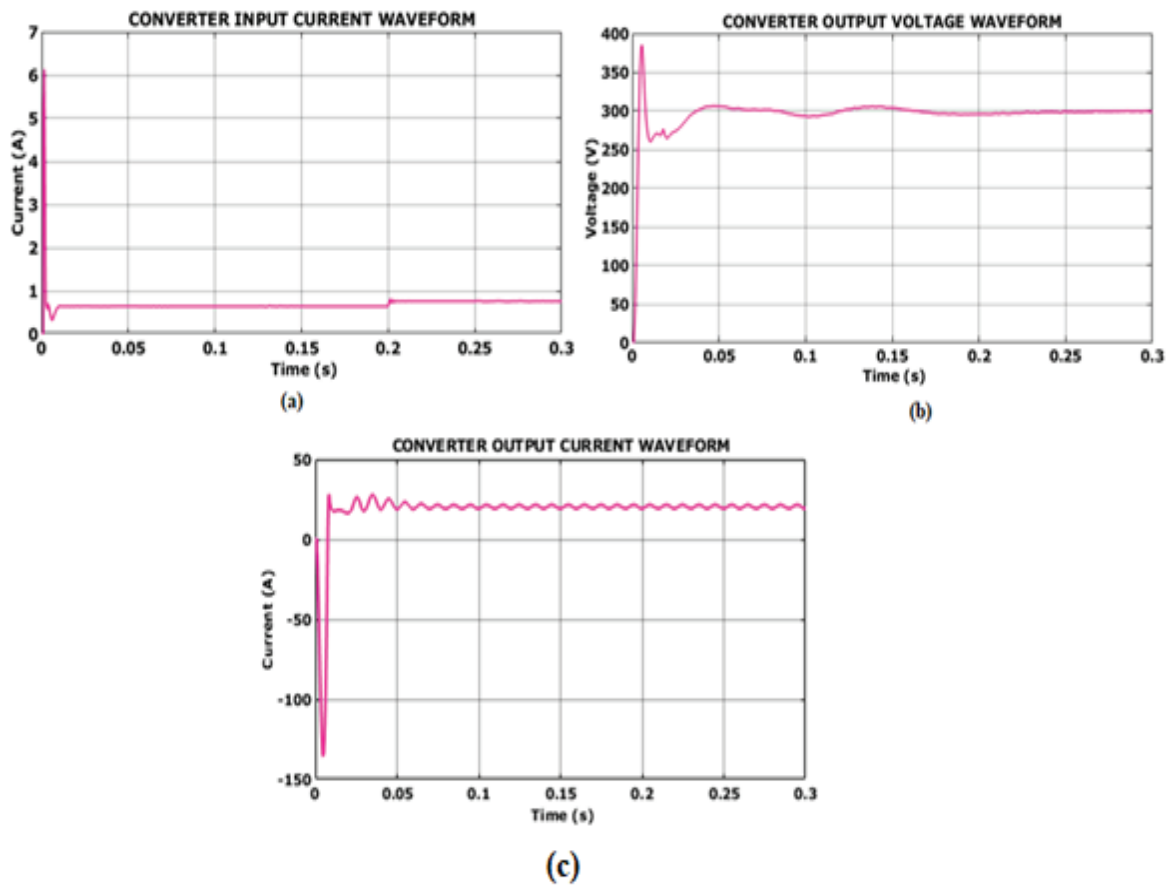 CONVERTER INPUT CURRENT WAVEFORM
7
6
5
4
3
2
1
0
Current (A)
0 0.05 0.1 0.15 0.2 0.25 0.3
Time (s)
(a)
CONVERTER OUTPUT VOLTAGE WAVEFORM
400
350
300
250
200
150
100
50
0
Voltage (V)
0 0.05 0.1 0.15 0.2 0.25 0.3
Time (s)
(b)
CONVERTER OUTPUT CURRENT WAVEFORM
50
0
-50
-100
-150
Current (A)
0 0.05 0.1 0.15 0.2 0.25 0.3
Time (s)
(c)